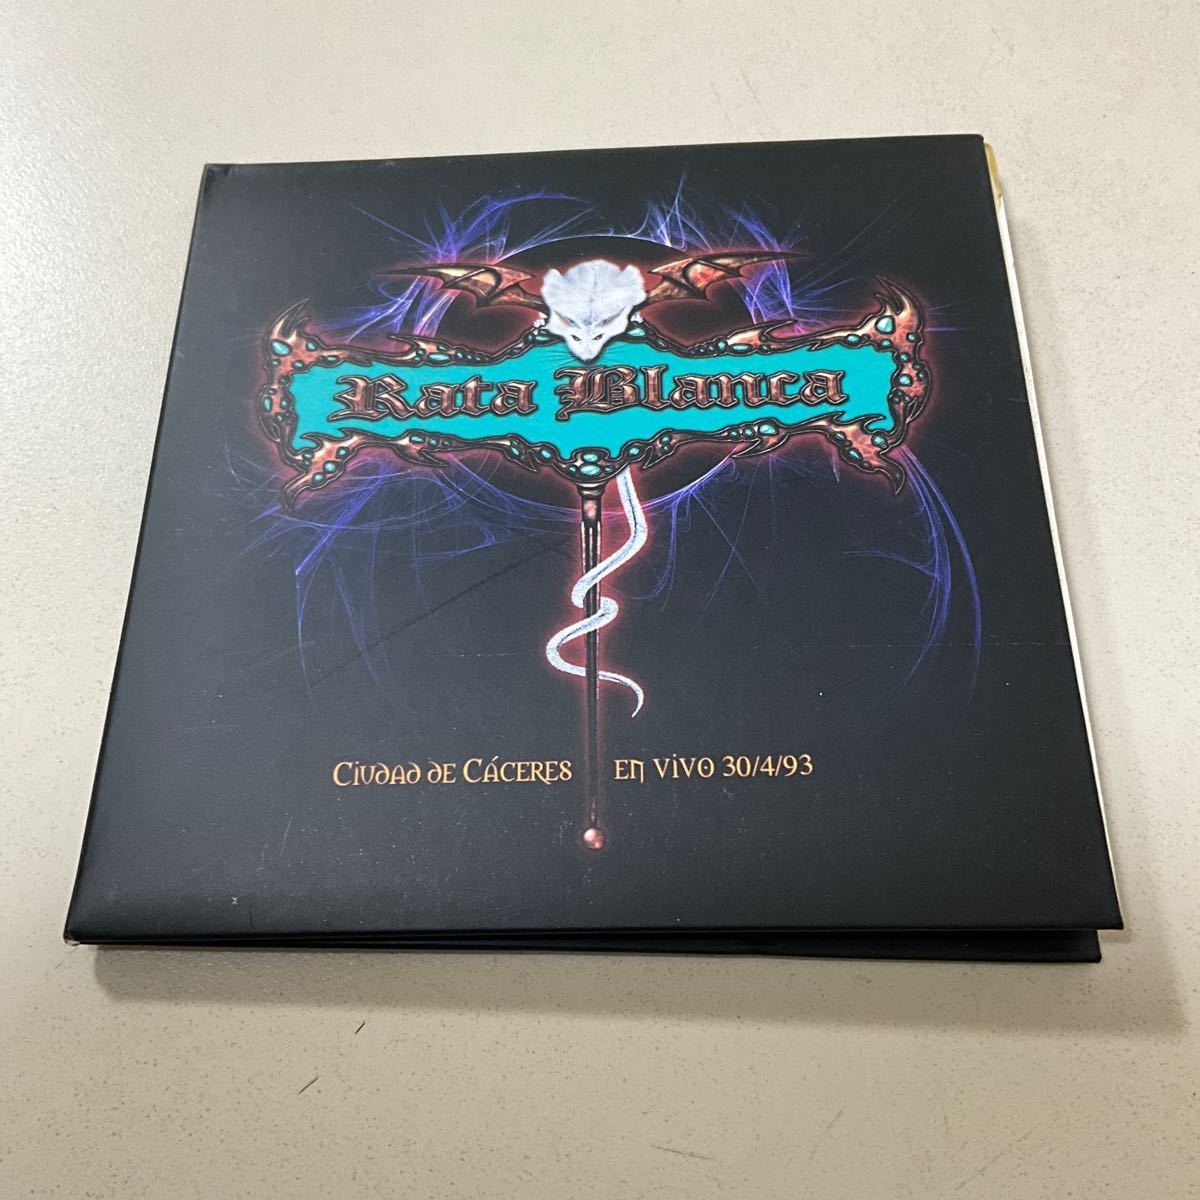 Rata Blanca
Ciudad de Cáceres en vivo 30/4/93